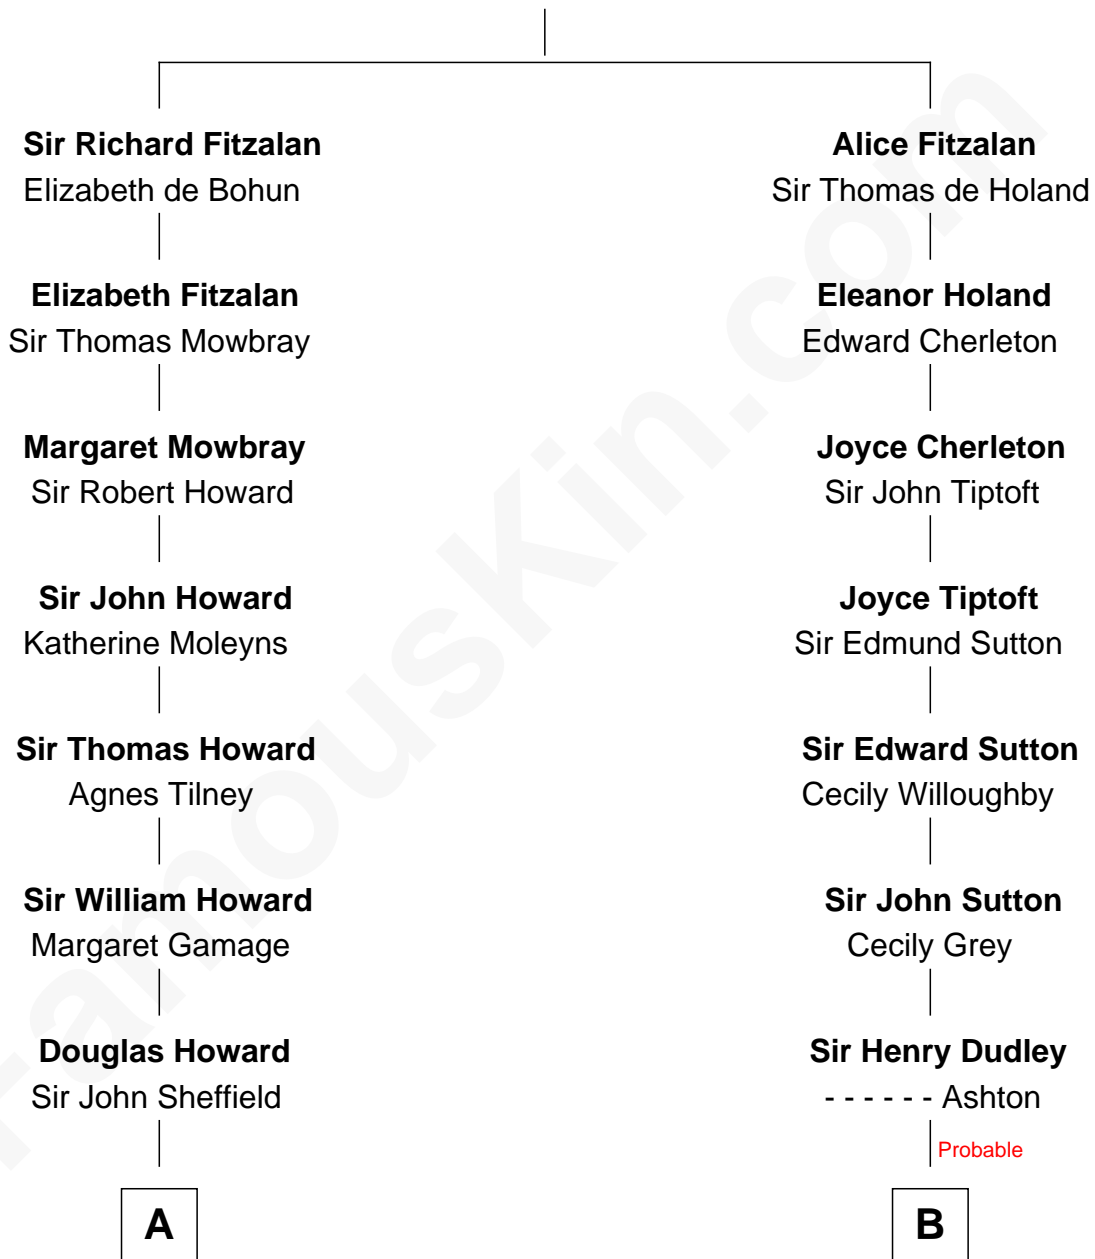 Sir Richard Fitzalan
Elizabeth de Bohun
Alice Fitzalan
Sir Thomas de Holand
Elizabeth Fitzalan
Sir Thomas Mowbray
Eleanor Holand
Edward Cherleton
Margaret Mowbray
Sir Robert Howard
Joyce Cherleton
Sir John Tiptoft
Sir John Howard
Katherine Moleyns
Joyce Tiptoft
Sir Edmund Sutton
Sir Thomas Howard
Agnes Tilney
Sir Edward Sutton
Cecily Willoughby
Sir William Howard
Margaret Gamage
Sir John Sutton
Cecily Grey
Douglas Howard
Sir John Sheffield
Sir Henry Dudley
- - - - - - Ashton
Probable
A
B
FamousKin.com